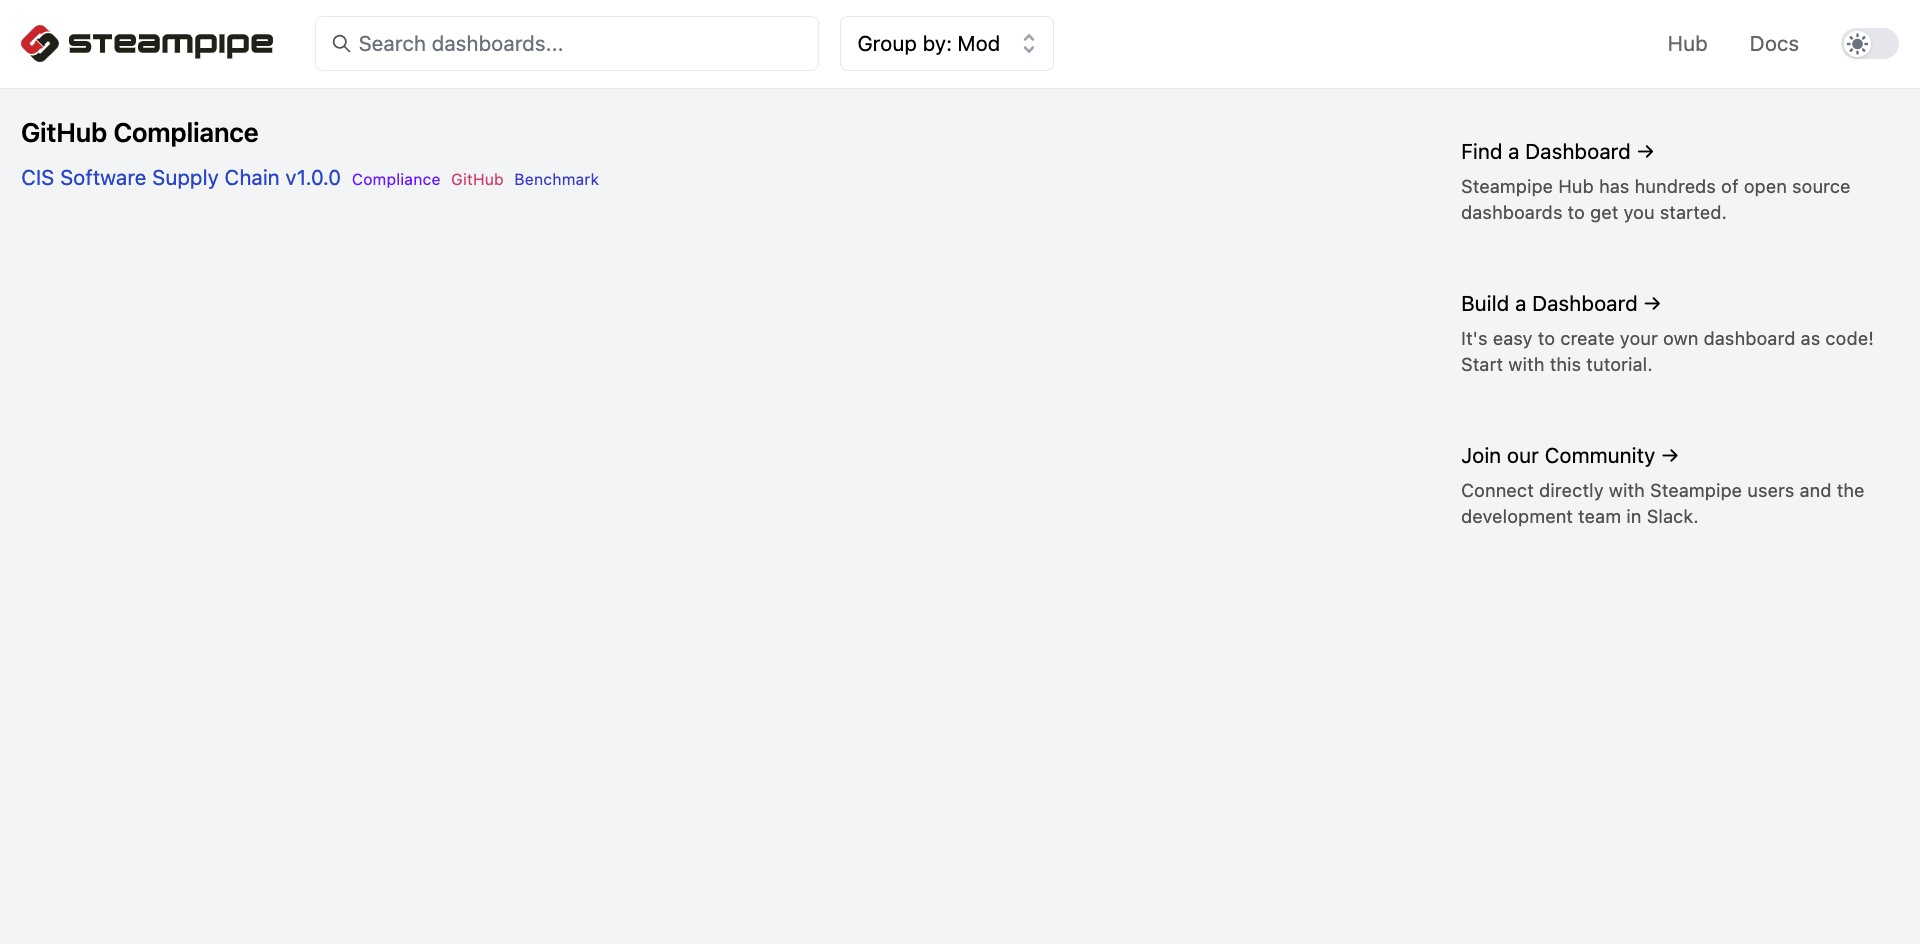 steampipe
Search dashboards...
Group by: Mod
Hub
Docs
GitHub Compliance
CIS Software Supply Chain v1.0.0 Compliance GitHub Benchmark
Find a Dashboard →
Steampipe Hub has hundreds of open source
dashboards to get you started.
Build a Dashboard →
It's easy to create your own dashboard as code!
Start with this tutorial.
Join our Community →
Connect directly with Steampipe users and the
development team in Slack.